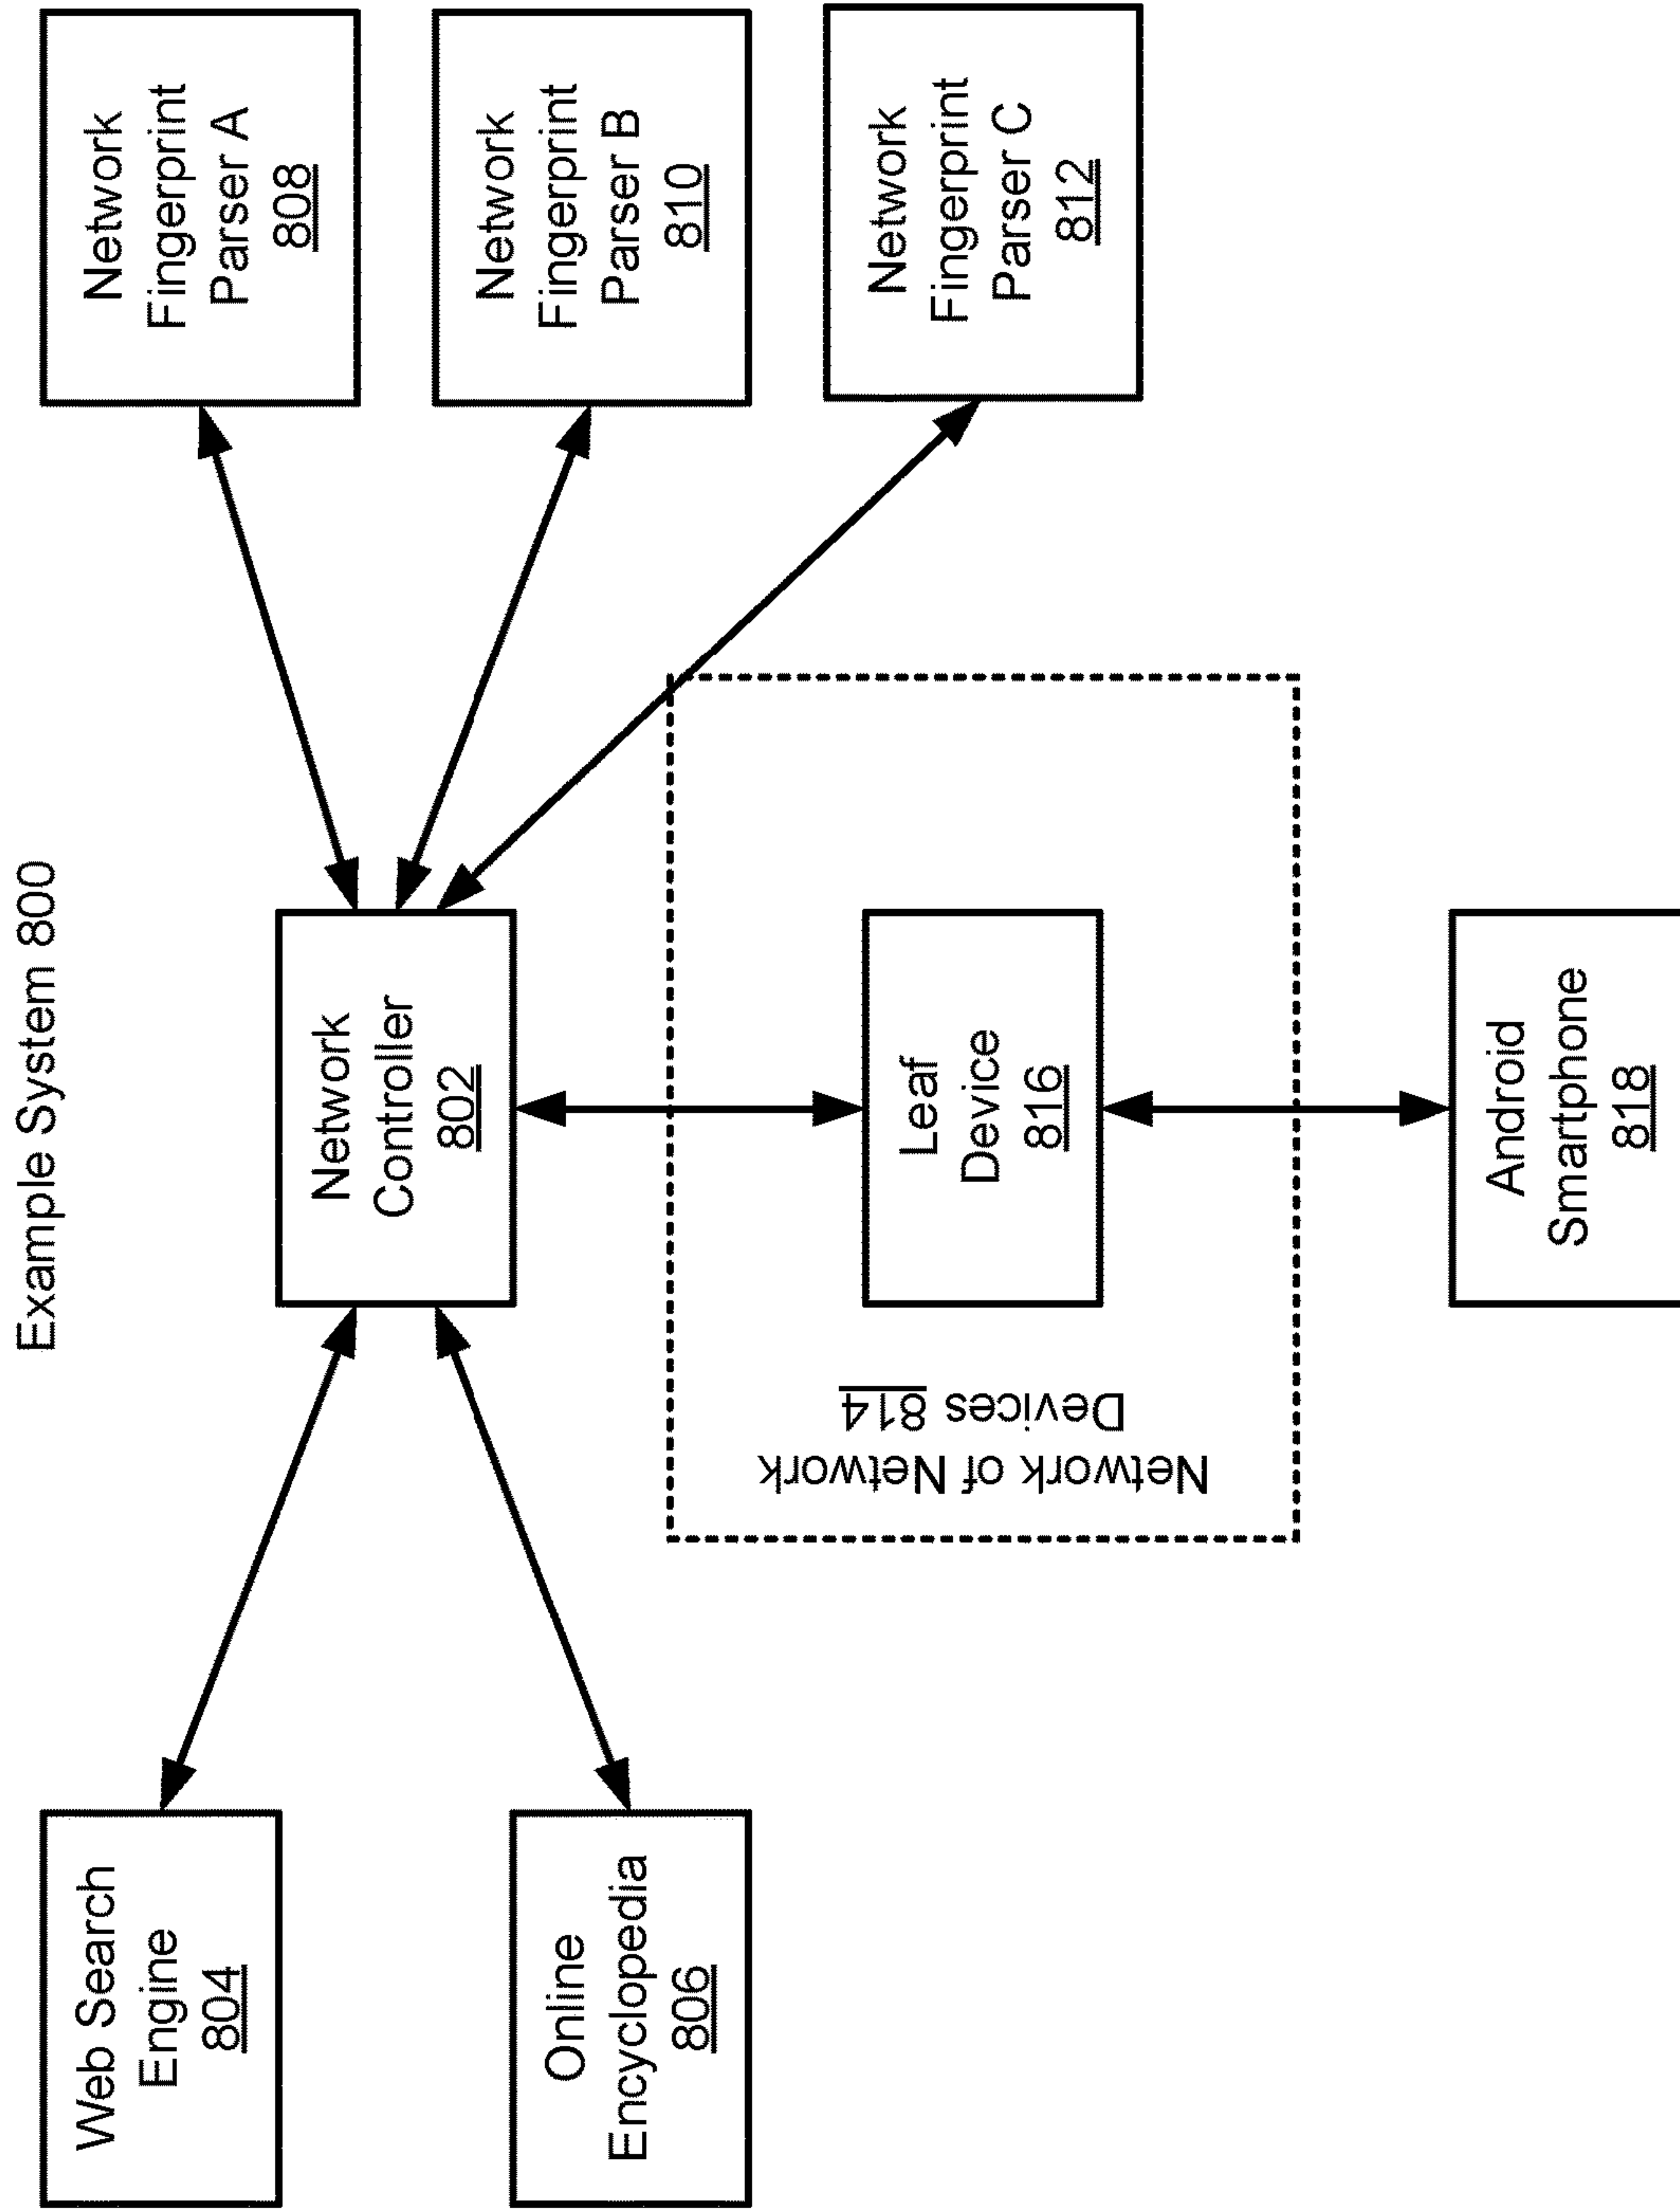 Example System 800
Web Search
Engine
804
Online
Encyclopedia
806
Network
Controller
802
Network
Fingerprint
Parser A
808
Network
Fingerprint
Parser B
810
Network
Fingerprint
Parser C
812
Network of Network
Devices 814
Leaf
Device
816
Android
Smartphone
818